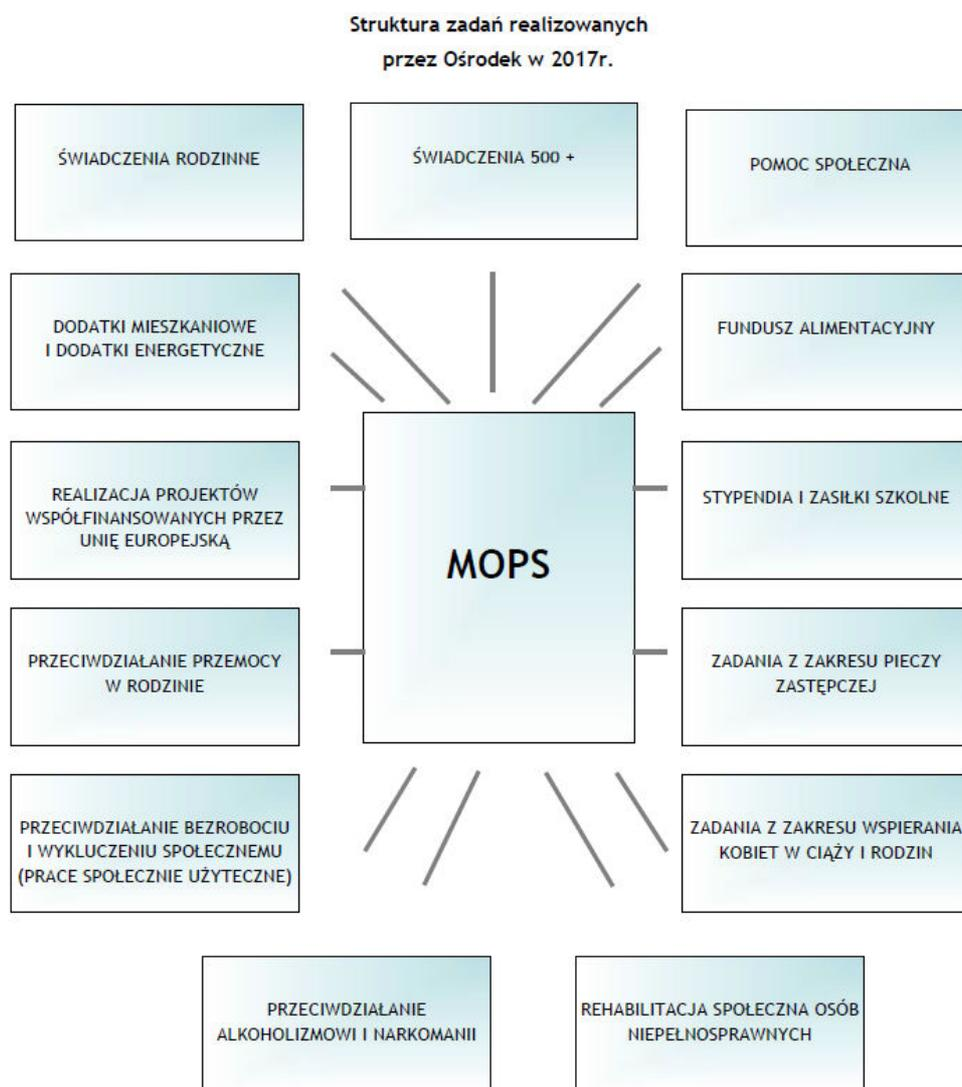 Struktura zadań realizowanych
przez Ośrodek w 2017r.
ŚWIADCZENIA RODZINNE
ŚWIADCZENIA 500 +
POMOC SPOŁECZNA
DODATKI MIESZKANIOWE
I DODATKI ENERGETYCZNE
FUNDUSZ ALIMENTACYJNY
REALIZACJA PROJEKTÓW
WSPÓŁFINANSOWANYCH PRZEZ
UNIĘ EUROPEJSKĄ
STYPENDIA I ZASIŁKI SZKOLNE
MOPS
PRZECIWDZIAŁANIE PRZEMOCY
W RODZINIE
ZADANIA Z ZAKRESU PIECZY
ZASTĘPCZEJ
PRZECIWDZIAŁANIE BEZROBOCIU
I WYKLUCZENIU SPOŁECZNEMU
(PRACE SPOŁECZNIE UŻYTECZNE)
ZADANIA Z ZAKRESU WSPIERANIA
KOBIET W CIĄŻY I RODZIN
PRZECIWDZIAŁANIE
ALKOHOLIZMOWI I NARKOMANII
REHABILITACJA SPOŁECZNA OSÓB
NIEPEŁNOSPRAWNYCH